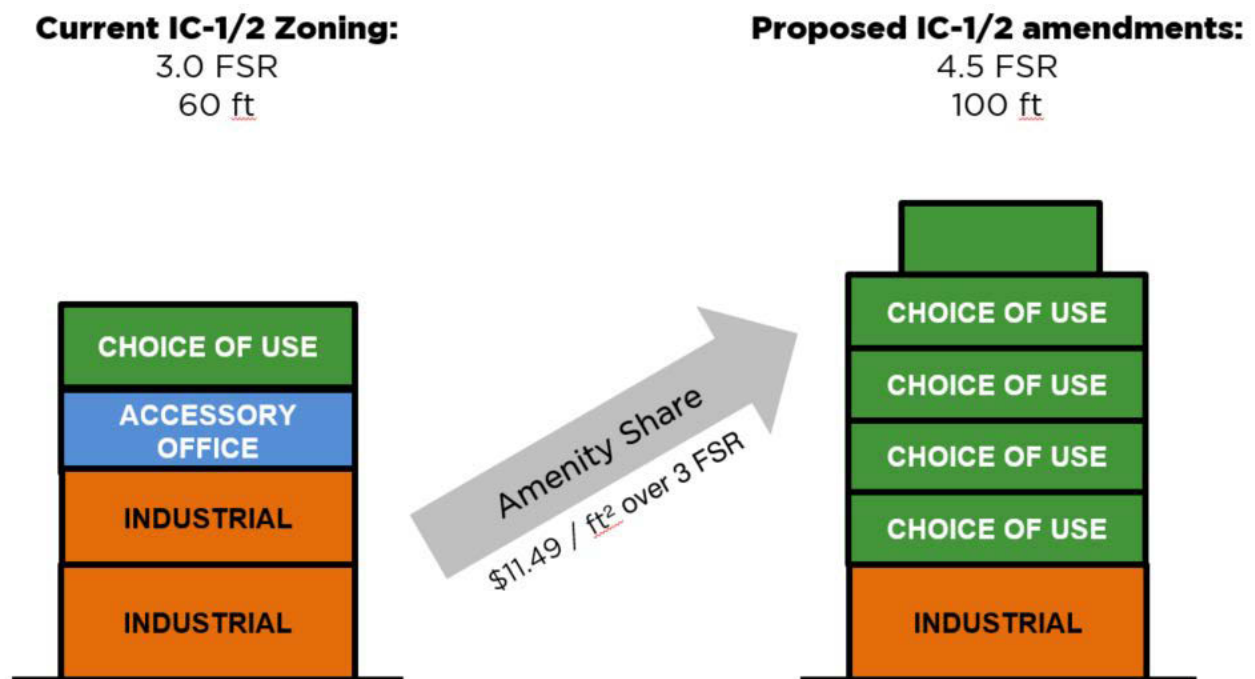 Current IC-1/2 Zoning:
3.0 FSR
60 ft
Proposed IC-1/2 amendments:
4.5 FSR
100 ft
CHOICE OF USE
ACCESSORY
OFFICE
INDUSTRIAL
INDUSTRIAL
Amenity Share
$11.49 / ft² over 3 FSR
CHOICE OF USE
CHOICE OF USE
CHOICE OF USE
CHOICE OF USE
INDUSTRIAL